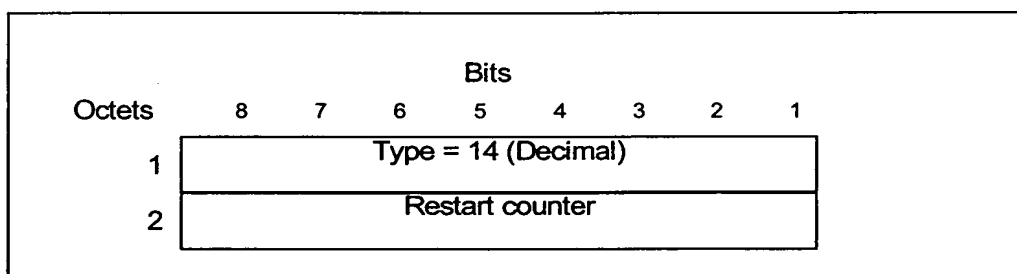 Bits
Octets 8 7 6 5 4 3 2 1
1 Type = 14 (Decimal)
2 Restart counter